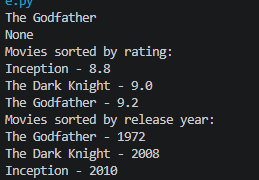 e.py
The Godfather
None
Movies sorted by rating:
Inception - 8.8
The Dark Knight - 9.0
The Godfather - 9.2
Movies sorted by release year:
The Godfather - 1972
The Dark Knight - 2008
Inception - 2010